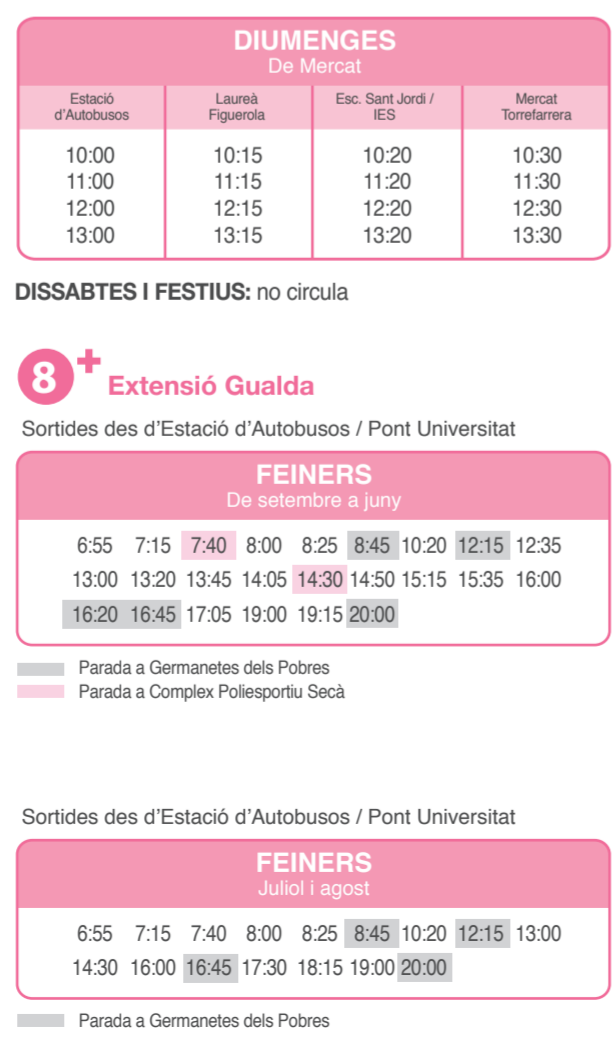 DIUMENGES
De Mercat
Estació d'Autobusos Laureà Figuerola Esc. Sant Jordi / IES Mercat Torrefarrera
10:00 10:15 10:20 10:30
11:00 11:15 11:20 11:30
12:00 12:15 12:20 12:30
13:00 13:15 13:20 13:30
DISSABTES I FESTIUS: no circula
8+ Extensió Gualda
Sortides des d'Estació d'Autobusos / Pont Universitat
FEINERS
De setembre a juny
6:55 7:15 7:40 8:00 8:25 8:45 10:20 12:15 12:35
13:00 13:20 13:45 14:05 14:30 14:50 15:15 15:35 16:00
16:20 16:45 17:05 19:00 19:15 20:00
Parada a Germanetes dels Pobres
Parada a Complex Poliesportiu Secà
Sortides des d'Estació d'Autobusos / Pont Universitat
FEINERS
Juliol i agost
6:55 7:15 7:40 8:00 8:25 8:45 10:20 12:15 13:00
14:30 16:00 16:45 17:30 18:15 19:00 20:00
Parada a Germanetes dels Pobres